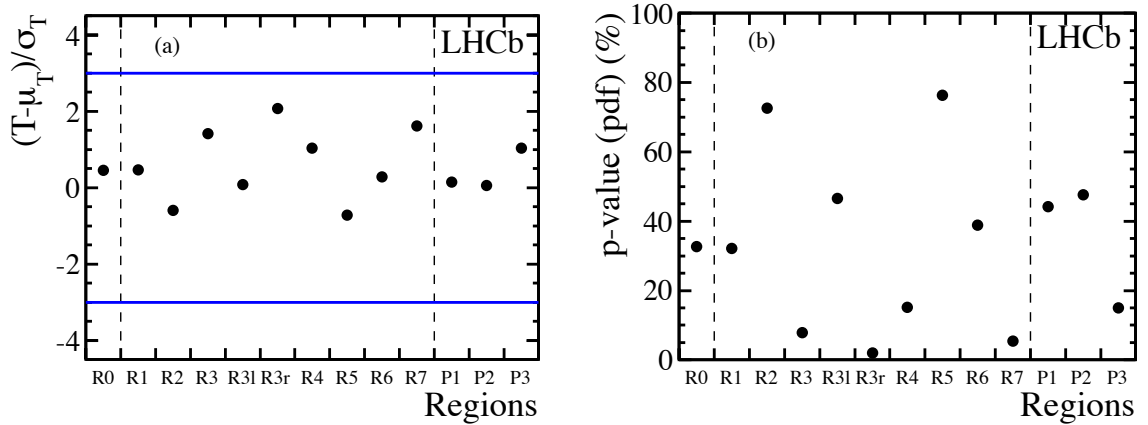 (T-μ_T)/σ_T
4
2
0
-2
-4
(a)
LHCb
R0 R1 R2 R3 R3l R3r R4 R5 R6 R7 P1 P2 P3
Regions
p-value (pdf) (%)
100
80
60
40
20
0
(b)
LHCb
R0 R1 R2 R3 R3l R3r R4 R5 R6 R7 P1 P2 P3
Regions